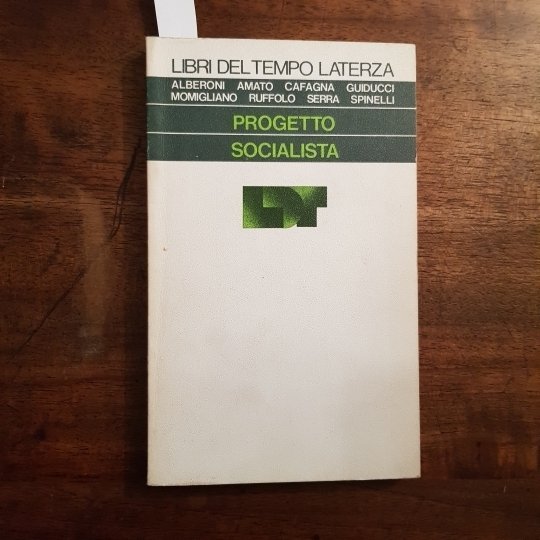 LIBRI DEL TEMPO LATERZA
ALBERONI AMATO CAFAGNA GUIDUCCI
MOMIGLIANO RUFFOLO SERRA SPINELLI
PROGETTO
SOCIALISTA
LDT